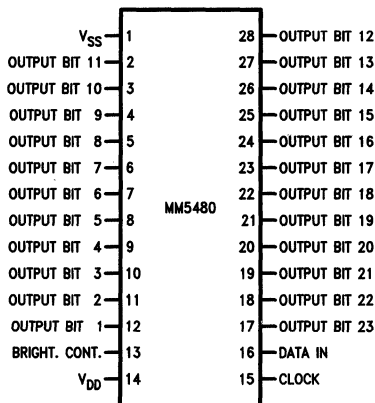 VSS 1 28 OUTPUT BIT 12
OUTPUT BIT 11 2 27 OUTPUT BIT 13
OUTPUT BIT 10 3 26 OUTPUT BIT 14
OUTPUT BIT 9 4 25 OUTPUT BIT 15
OUTPUT BIT 8 5 24 OUTPUT BIT 16
OUTPUT BIT 7 6 23 OUTPUT BIT 17
OUTPUT BIT 6 7 22 OUTPUT BIT 18
MM5480
OUTPUT BIT 5 8 21 OUTPUT BIT 19
OUTPUT BIT 4 9 20 OUTPUT BIT 20
OUTPUT BIT 3 10 19 OUTPUT BIT 21
OUTPUT BIT 2 11 18 OUTPUT BIT 22
OUTPUT BIT 1 12 17 OUTPUT BIT 23
BRIGHT. CONT. 13 16 DATA IN
VDD 14 15 CLOCK